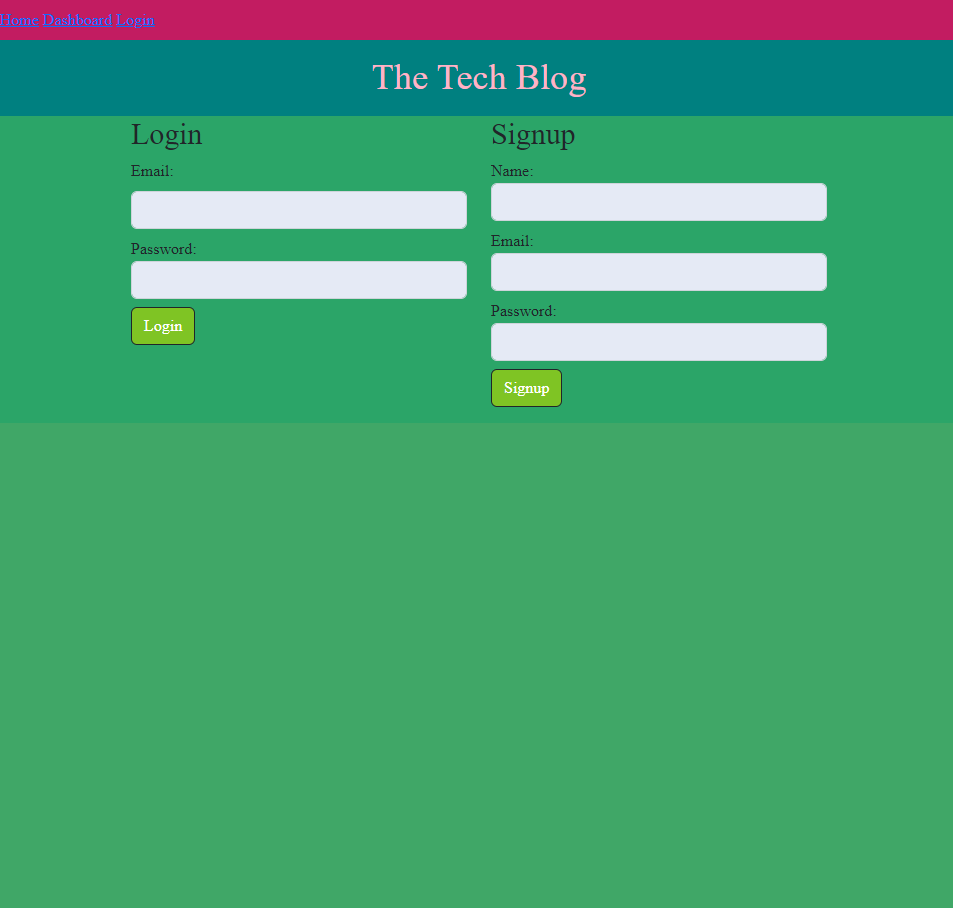 Home Dashboard Login
The Tech Blog
Login
Email:
Password:
Login
Signup
Name:
Email:
Password:
Signup